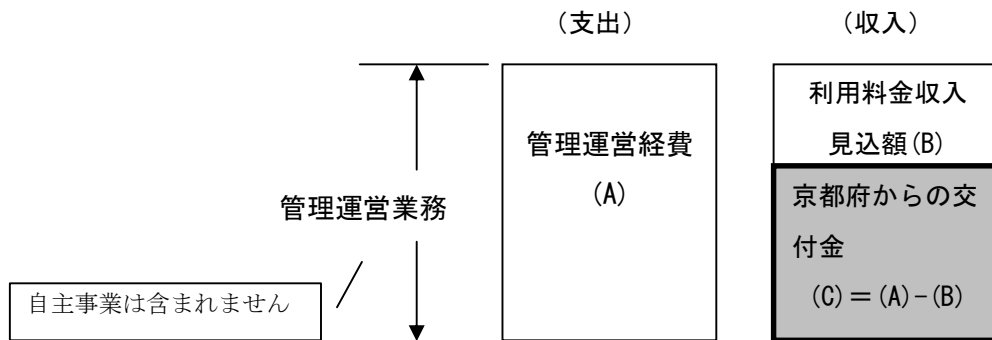 （支出）
（収入）
管理運営業務
自主事業は含まれません
管理運営経費
(A)
利用料金収入
見込額(B)
京都府からの交
付金
(C)＝(A)−(B)